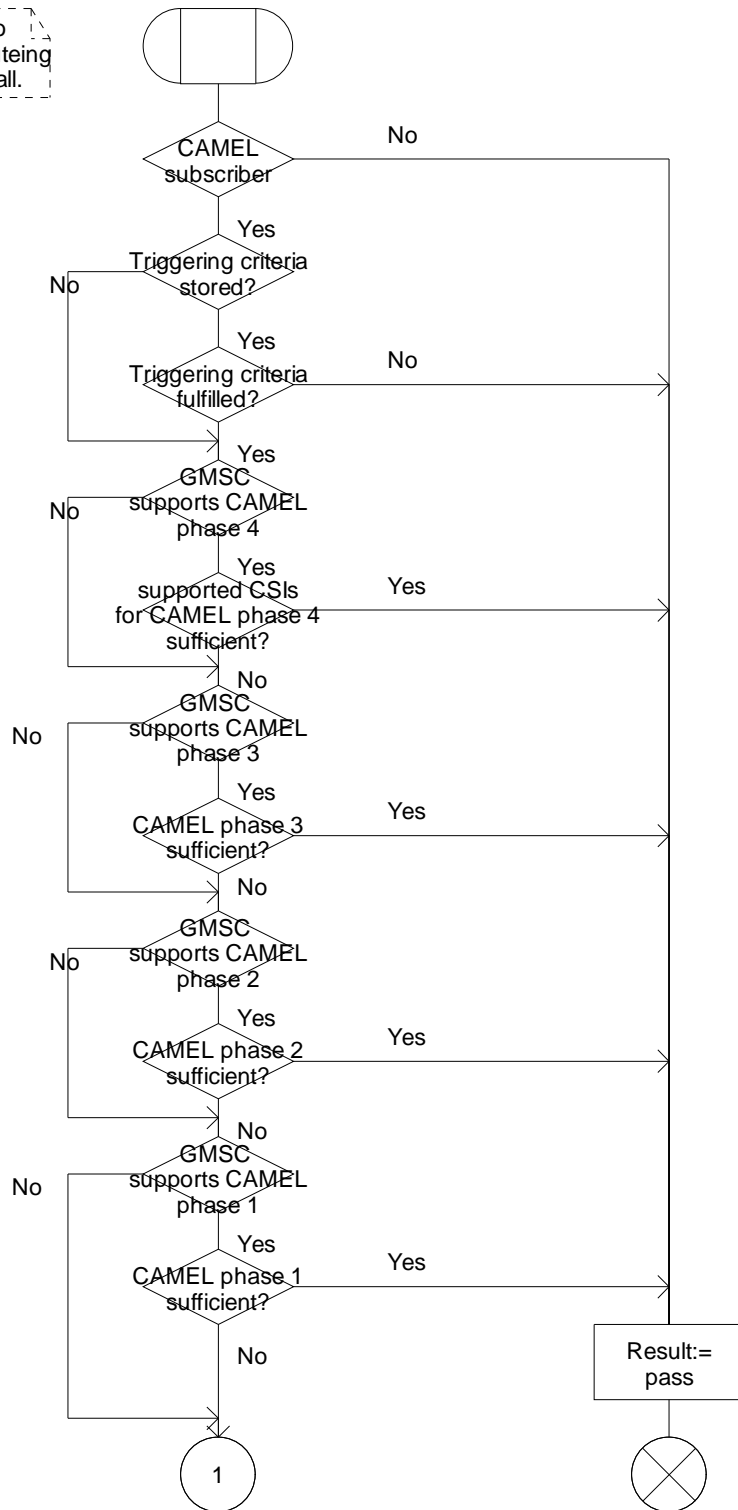 all.
CAMEL
subscriber
No
Yes
Triggering criteria
stored?
No
Yes
Triggering criteria
fulfilled?
No
Yes
GMSC
supports CAMEL
phase 4
No
Yes
supported CSIs
for CAMEL phase 4
sufficient?
Yes
No
GMSC
supports CAMEL
phase 3
No
Yes
CAMEL phase 3
sufficient?
Yes
No
GMSC
supports CAMEL
phase 2
No
Yes
CAMEL phase 2
sufficient?
Yes
No
GMSC
supports CAMEL
phase 1
No
Yes
CAMEL phase 1
sufficient?
Yes
No
Result:=
pass
1